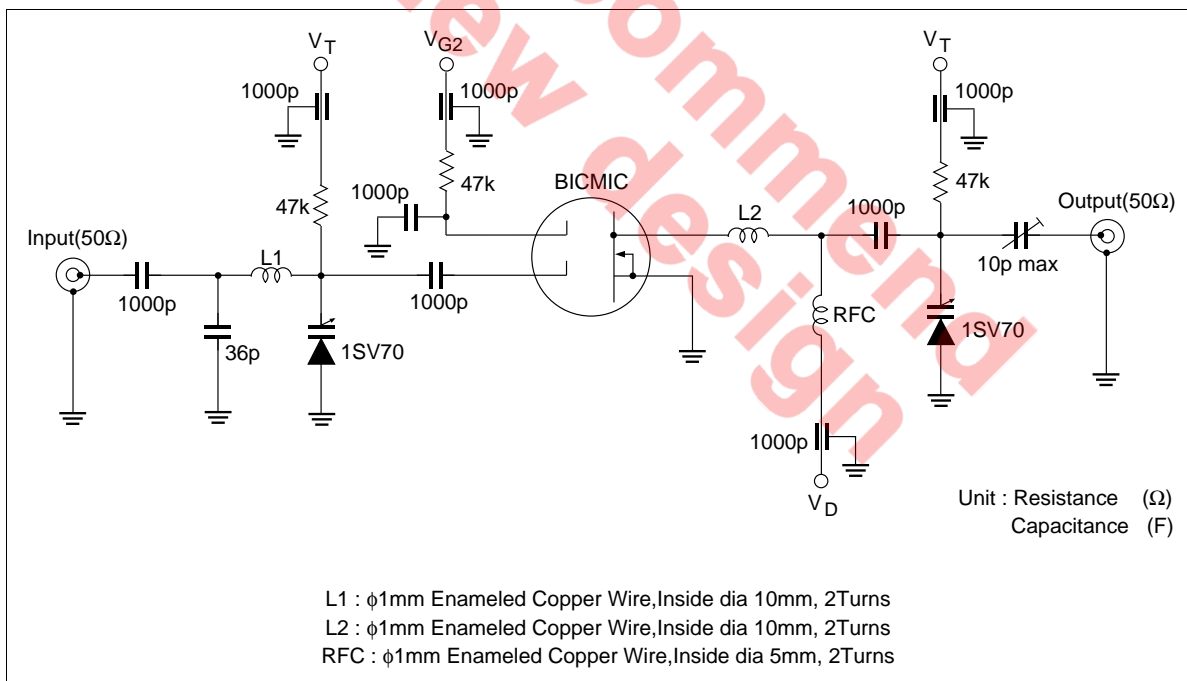 V_T
V_G2
V_T
1000p
1000p
1000p
47k
47k
47k
1000p
BICMIC
L2
1000p
Output(50Ω)
Input(50Ω)
L1
1000p
1000p
10p max
36p
1SV70
RFC
1SV70
1000p
V_D
Unit : Resistance (Ω)
Capacitance (F)
L1 : ϕ1mm Enameled Copper Wire,Inside dia 10mm, 2Turns
L2 : ϕ1mm Enameled Copper Wire,Inside dia 10mm, 2Turns
RFC : ϕ1mm Enameled Copper Wire,Inside dia 5mm, 2Turns
design